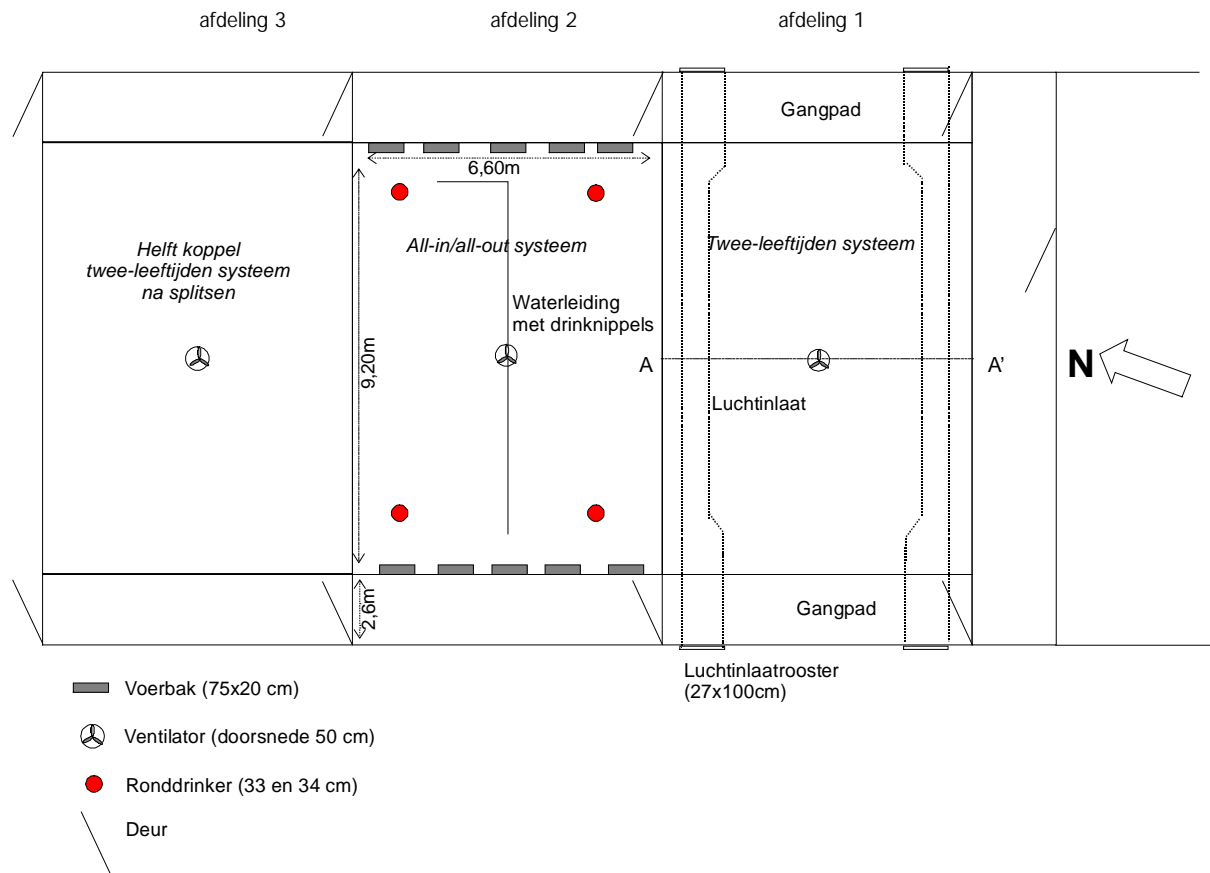 afdeling 3
afdeling 2
afdeling 1
Gangpad
6,60m
Helft koppel
twee-leeftijden systeem
na splitsen
All-in/all-out systeem
Twee-leeftijden systeem
Waterleiding
met drinknippels
9,20m
A
A'
N
Luchtinlaat
2,6m
Gangpad
Luchtinlaatrooster
(27x100cm)
Voerbak (75x20 cm)
Ventilator (doorsnede 50 cm)
Ronddrinker (33 en 34 cm)
Deur